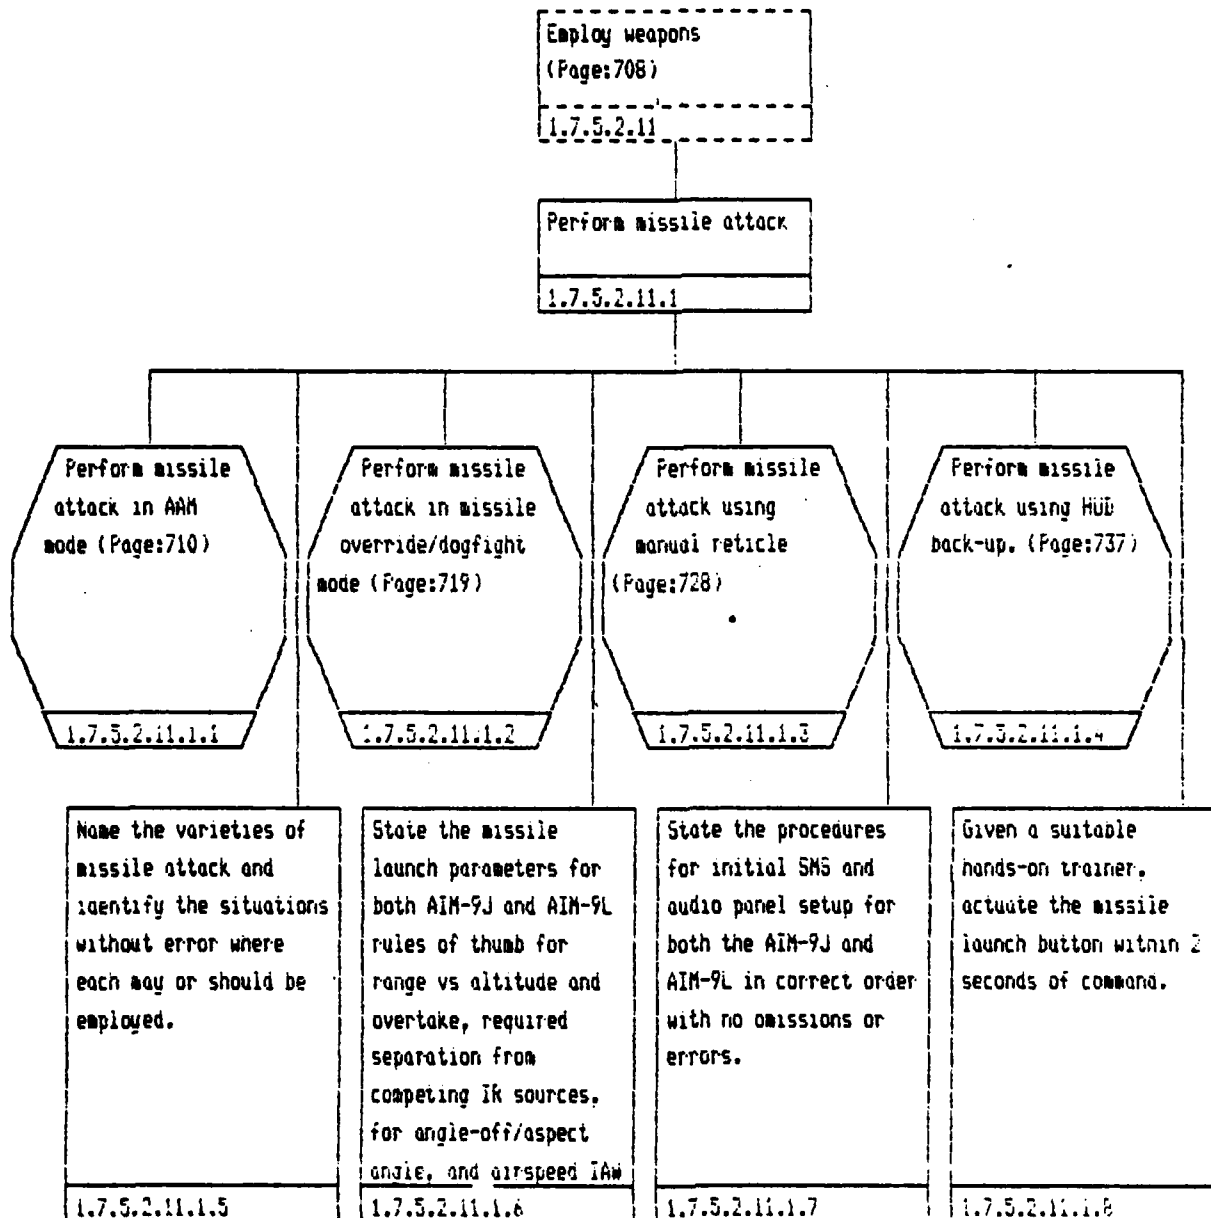 Employ weapons
(Page:708)
1.7.5.2.11
Perform missile attack
1.7.5.2.11.1
Perform missile
attack in AAM
mode (Page:710)
1.7.5.2.11.1.1
Perform missile
attack in missile
override/dogfight
mode (Page:719)
1.7.5.2.11.1.2
Perform missile
attack using
manual reticle
(Page:728)
1.7.5.2.11.1.3
Perform missile
attack using HUD
back-up. (Page:737)
1.7.5.2.11.1.4
Name the varieties of
missile attack and
identify the situations
without error where
each may or should be
employed.
1.7.5.2.11.1.5
State the missile
launch parameters for
both AIM-9J and AIM-9L
rules of thumb for
range vs altitude and
overtake, required
separation from
competing IR sources,
for angle-off/aspect
angle, and airspeed IAW
1.7.5.2.11.1.6
State the procedures
for initial SMS and
audio panel setup for
both the AIM-9J and
AIM-9L in correct order
with no omissions or
errors.
1.7.5.2.11.1.7
Given a suitable
hands-on trainer,
actuate the missile
launch button within 2
seconds of command.
1.7.5.2.11.1.8